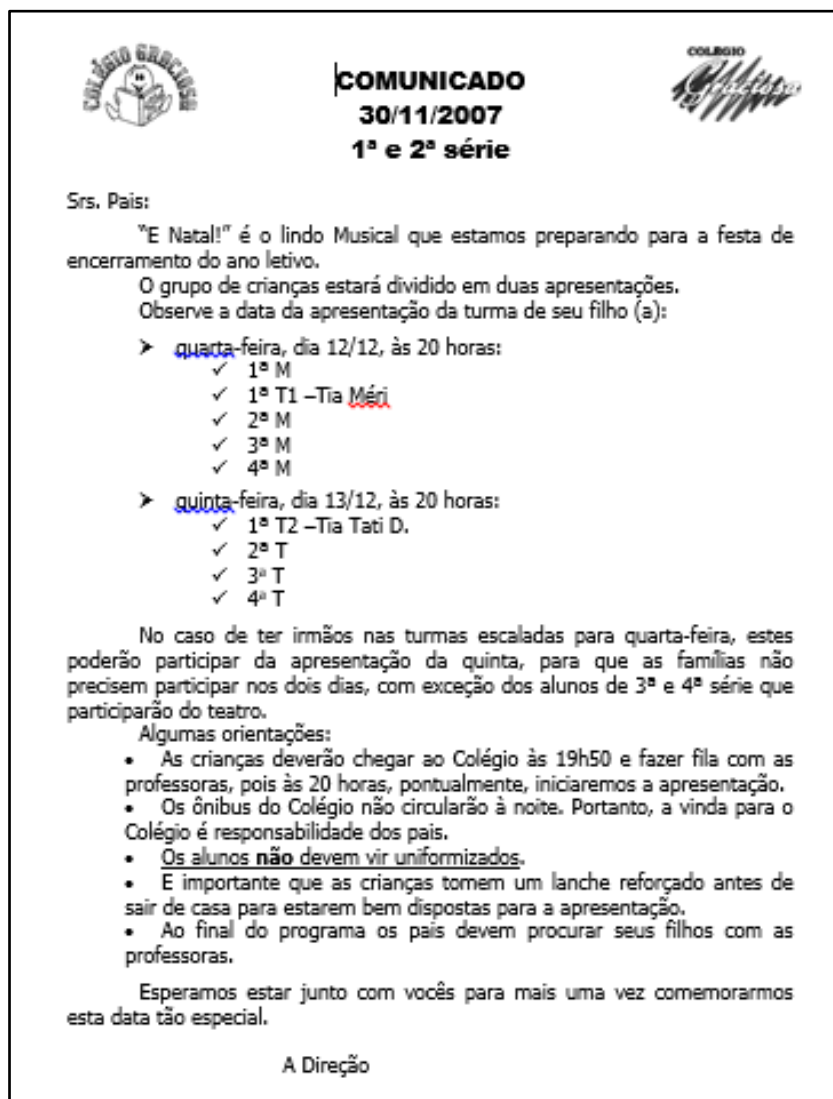 COLÉGIO GRACIOSA
COLÉGIO
Graciosa
COMUNICADO
30/11/2007
1ª e 2ª série
Srs. Pais:
"E Natal!" é o lindo Musical que estamos preparando para a festa de
encerramento do ano letivo.
O grupo de crianças estará dividido em duas apresentações.
Observe a data da apresentação da turma de seu filho (a):
➤ quarta-feira, dia 12/12, às 20 horas:
✓ 1ª M
✓ 1ª T1 –Tia Méri
✓ 2ª M
✓ 3ª M
✓ 4ª M
➤ quinta-feira, dia 13/12, às 20 horas:
✓ 1ª T2 –Tia Tati D.
✓ 2ª T
✓ 3ª T
✓ 4ª T
No caso de ter irmãos nas turmas escaladas para quarta-feira, estes
poderão participar da apresentação da quinta, para que as famílias não
precisem participar nos dois dias, com exceção dos alunos de 3ª e 4ª série que
participarão do teatro.
Algumas orientações:
• As crianças deverão chegar ao Colégio às 19h50 e fazer fila com as
professoras, pois às 20 horas, pontualmente, iniciaremos a apresentação.
• Os ônibus do Colégio não circularão à noite. Portanto, a vinda para o
Colégio é responsabilidade dos pais.
• Os alunos não devem vir uniformizados.
• E importante que as crianças tomem um lanche reforçado antes de
sair de casa para estarem bem dispostas para a apresentação.
• Ao final do programa os pais devem procurar seus filhos com as
professoras.
Esperamos estar junto com vocês para mais uma vez comemorarmos
esta data tão especial.
A Direção